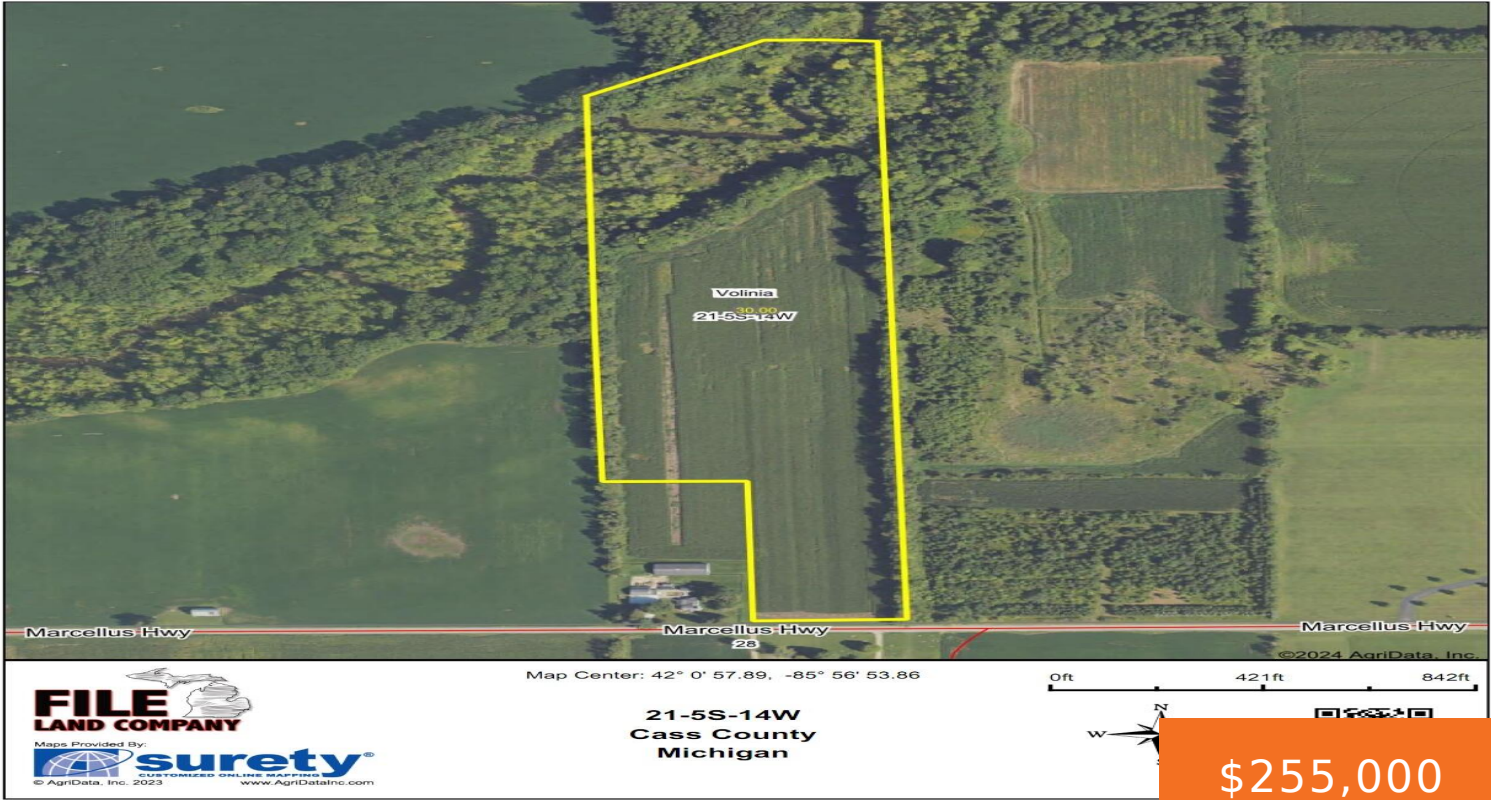 Volinia
30.00
21-5S-14W
Marcellus Hwy
Marcellus Hwy
Marcellus Hwy
28
©2024 AgriData, Inc.
Map Center: 42° 0' 57.89, -85° 56' 53.86
0ft 421ft 842ft
FILE
LAND COMPANY
Maps Provided By:
surety®
CUSTOMIZED ONLINE MAPPING
© AgriData, Inc. 2023 www.AgriDataInc.com
21-5S-14W
Cass County
Michigan
N
W
$255,000